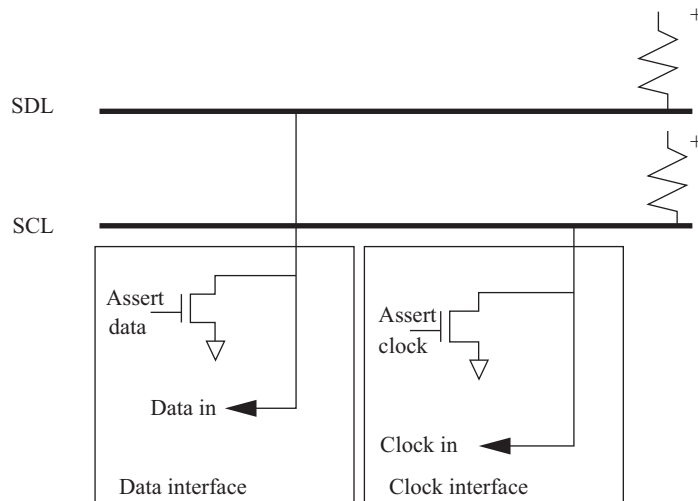 +
SDL
+
SCL
Assert
data
Assert
clock
Data in
Clock in
Data interface
Clock interface